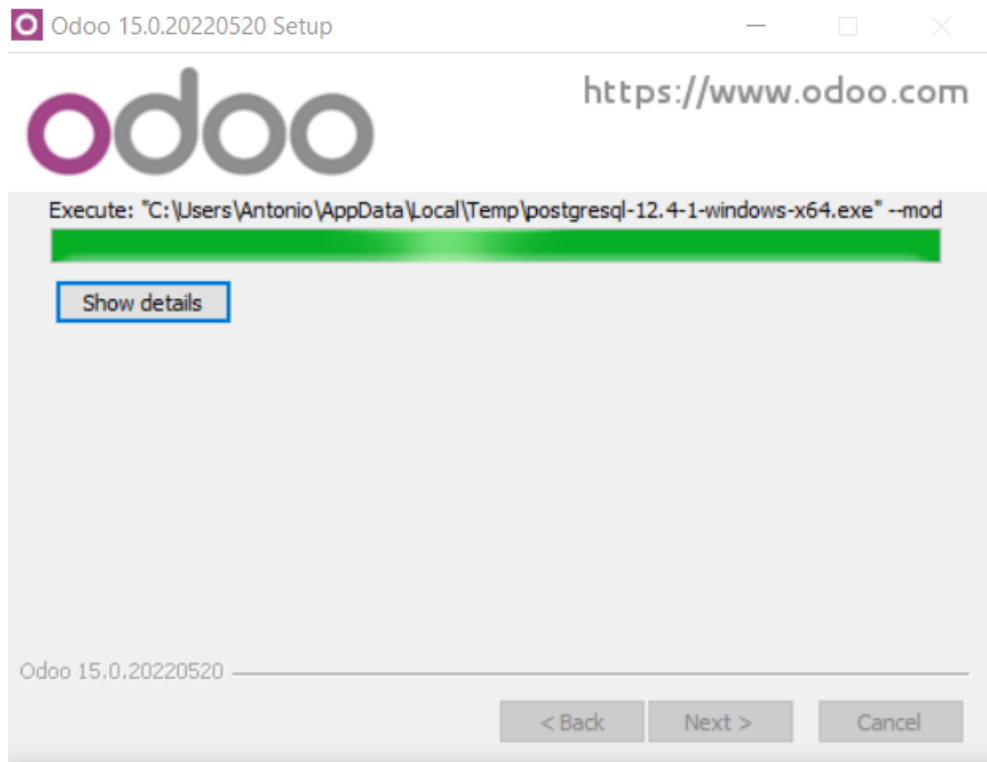 Odoo 15.0.20220520 Setup
odoo
https://www.odoo.com
Execute: "C:\Users\Antonio\AppData\Local\Temp\postgresql-12.4-1-windows-x64.exe" --mod
Show details
Odoo 15.0.20220520
< Back
Next >
Cancel